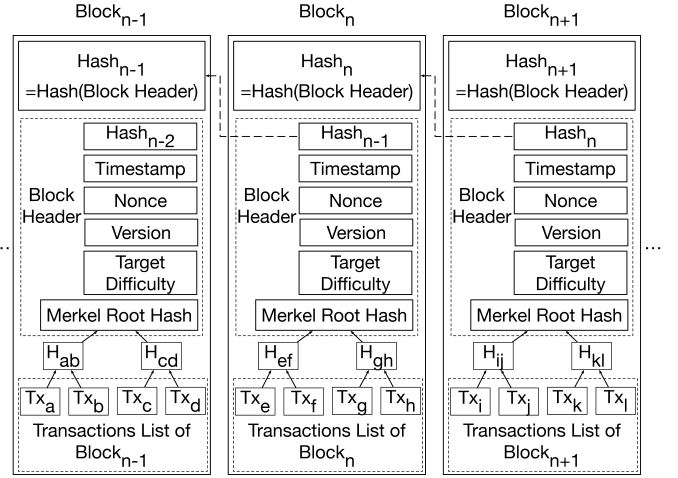 Block n-1
Hash n-1
=Hash(Block Header)
Hash n-2
Timestamp
Nonce
Version
Target
Difficulty
Block
Header
Merkel Root Hash
H ab
H cd
Tx a
Tx b
Tx c
Tx d
Transactions List of
Block n-1
Block n
Hash n
=Hash(Block Header)
Hash n-1
Timestamp
Nonce
Version
Target
Difficulty
Block
Header
Merkel Root Hash
H ef
H gh
Tx e
Tx f
Tx g
Tx h
Transactions List of
Block n
Block n+1
Hash n+1
=Hash(Block Header)
Hash n
Timestamp
Nonce
Version
Target
Difficulty
Block
Header
Merkel Root Hash
H ij
H kl
Tx i
Tx j
Tx k
Tx l
Transactions List of
Block n+1